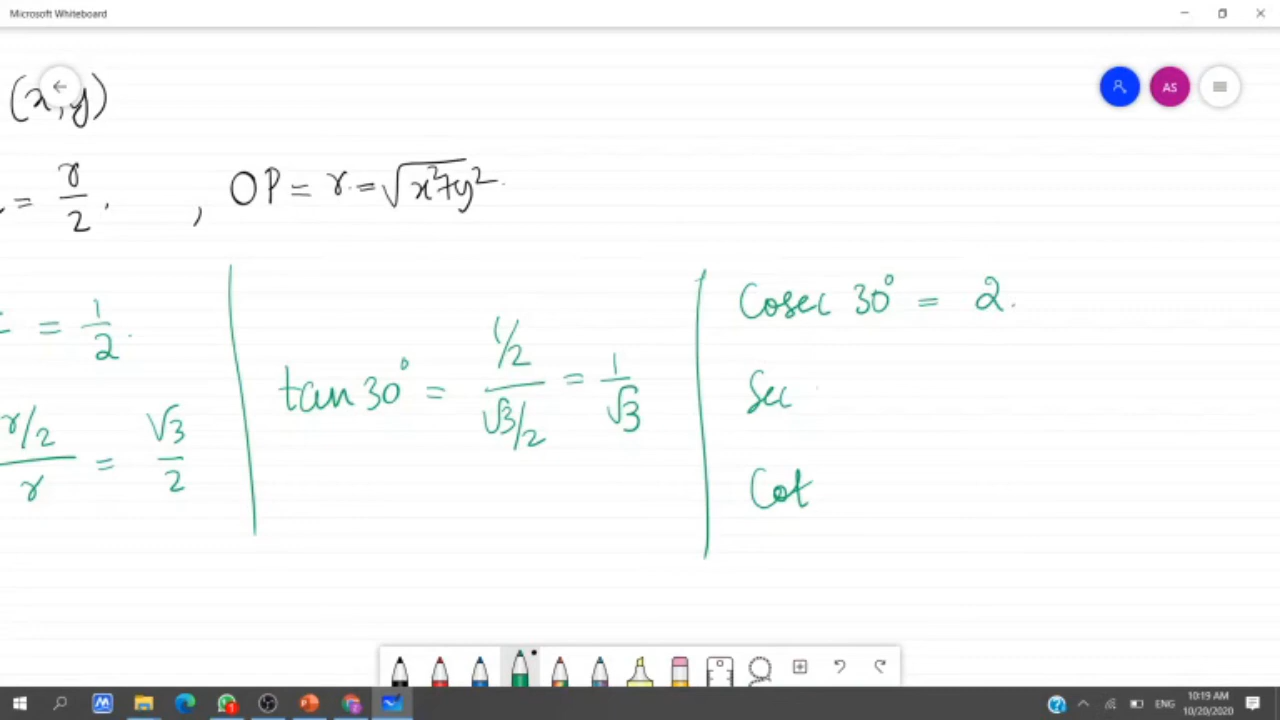 Microsoft Whiteboard
(x, y)
= r/2 . , OP = r = √x²+y² .
AS
= 1/2 .
r/2 / r = √3/2
tan 30° = 1/2 / √3/2 = 1/√3
Cosec 30° = 2 .
Sec
Cot
ENG
10:19 AM
10/20/2020